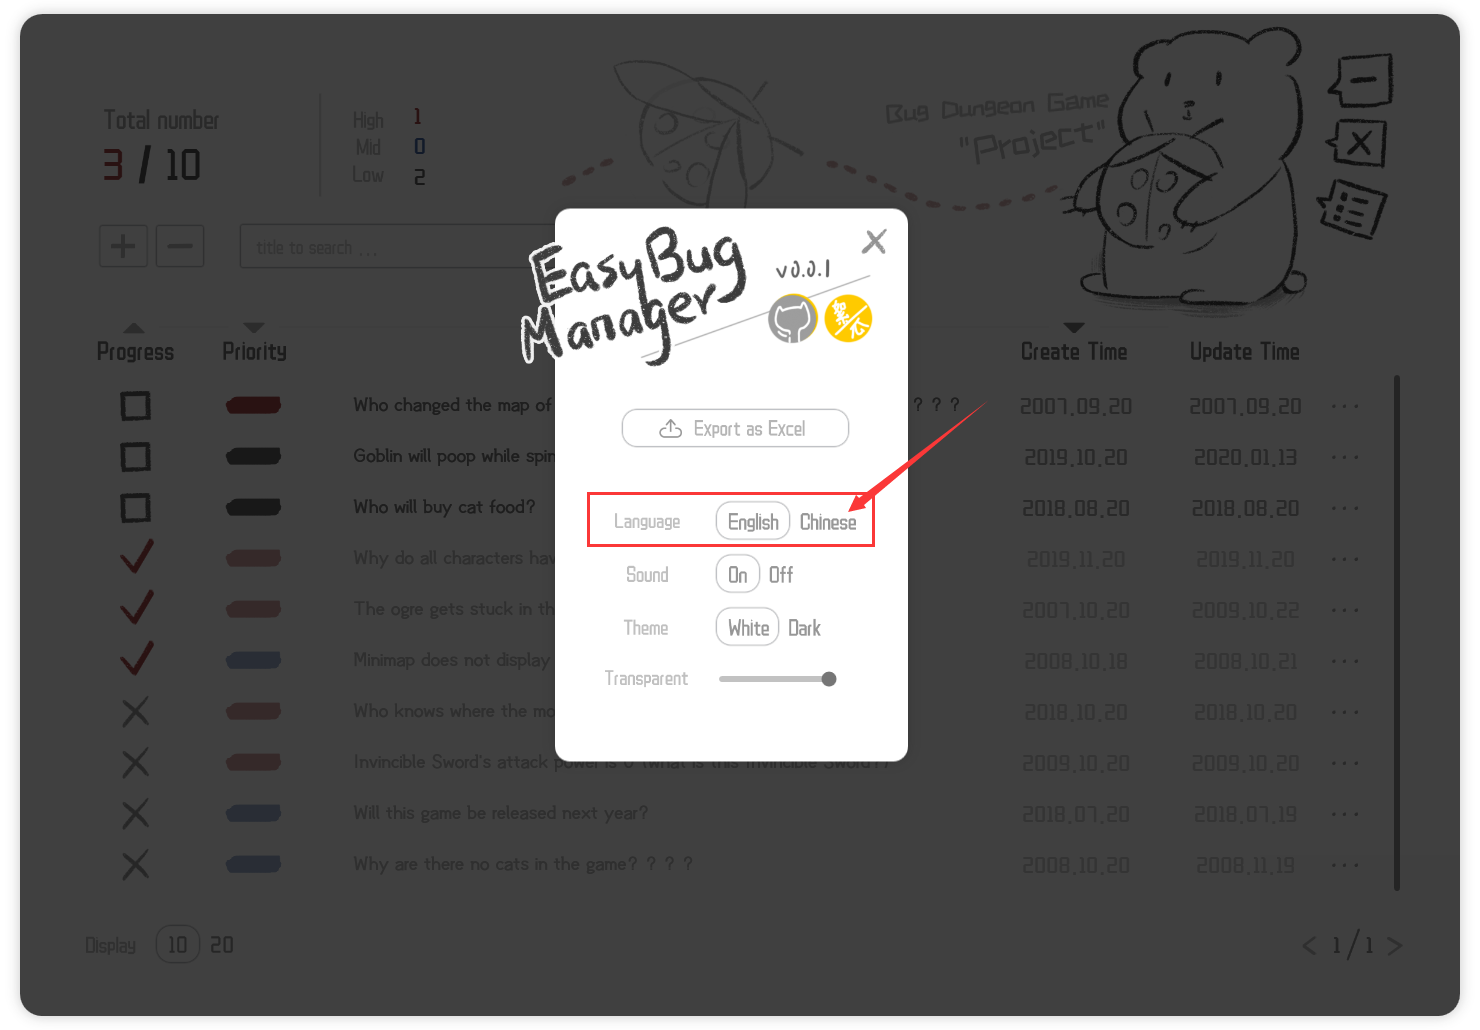 Total number
3 / 10
High 1
Mid 0
Low 2
Bug Dungeon Game
"Project"
title to search ...
EasyBug
Manager
v0.0.1
Export as Excel
Language English Chinese
Sound On Off
Theme White Dark
Transparent
Progress Priority Create Time Update Time
Who changed the map of ? ? ? 2007.09.20 2007.09.20 ...
Goblin will poop while spin 2019.10.20 2020.01.13 ...
Who will buy cat food? 2018.08.20 2018.08.20 ...
Why do all characters hav 2019.11.20 2019.11.20 ...
The ogre gets stuck in th 2007.10.20 2009.10.22 ...
Minimap does not display 2008.10.18 2008.10.21 ...
Who knows where the mo 2018.10.20 2018.10.20 ...
Invincible Sword's attack power is 0 (what is this Invincible Sword?) 2009.10.20 2009.10.20 ...
Will this game be released next year? 2018.07.20 2018.07.19 ...
Why are there no cats in the game? ? ? ? 2008.10.20 2008.11.19 ...
Display 10 20
< 1 / 1 >